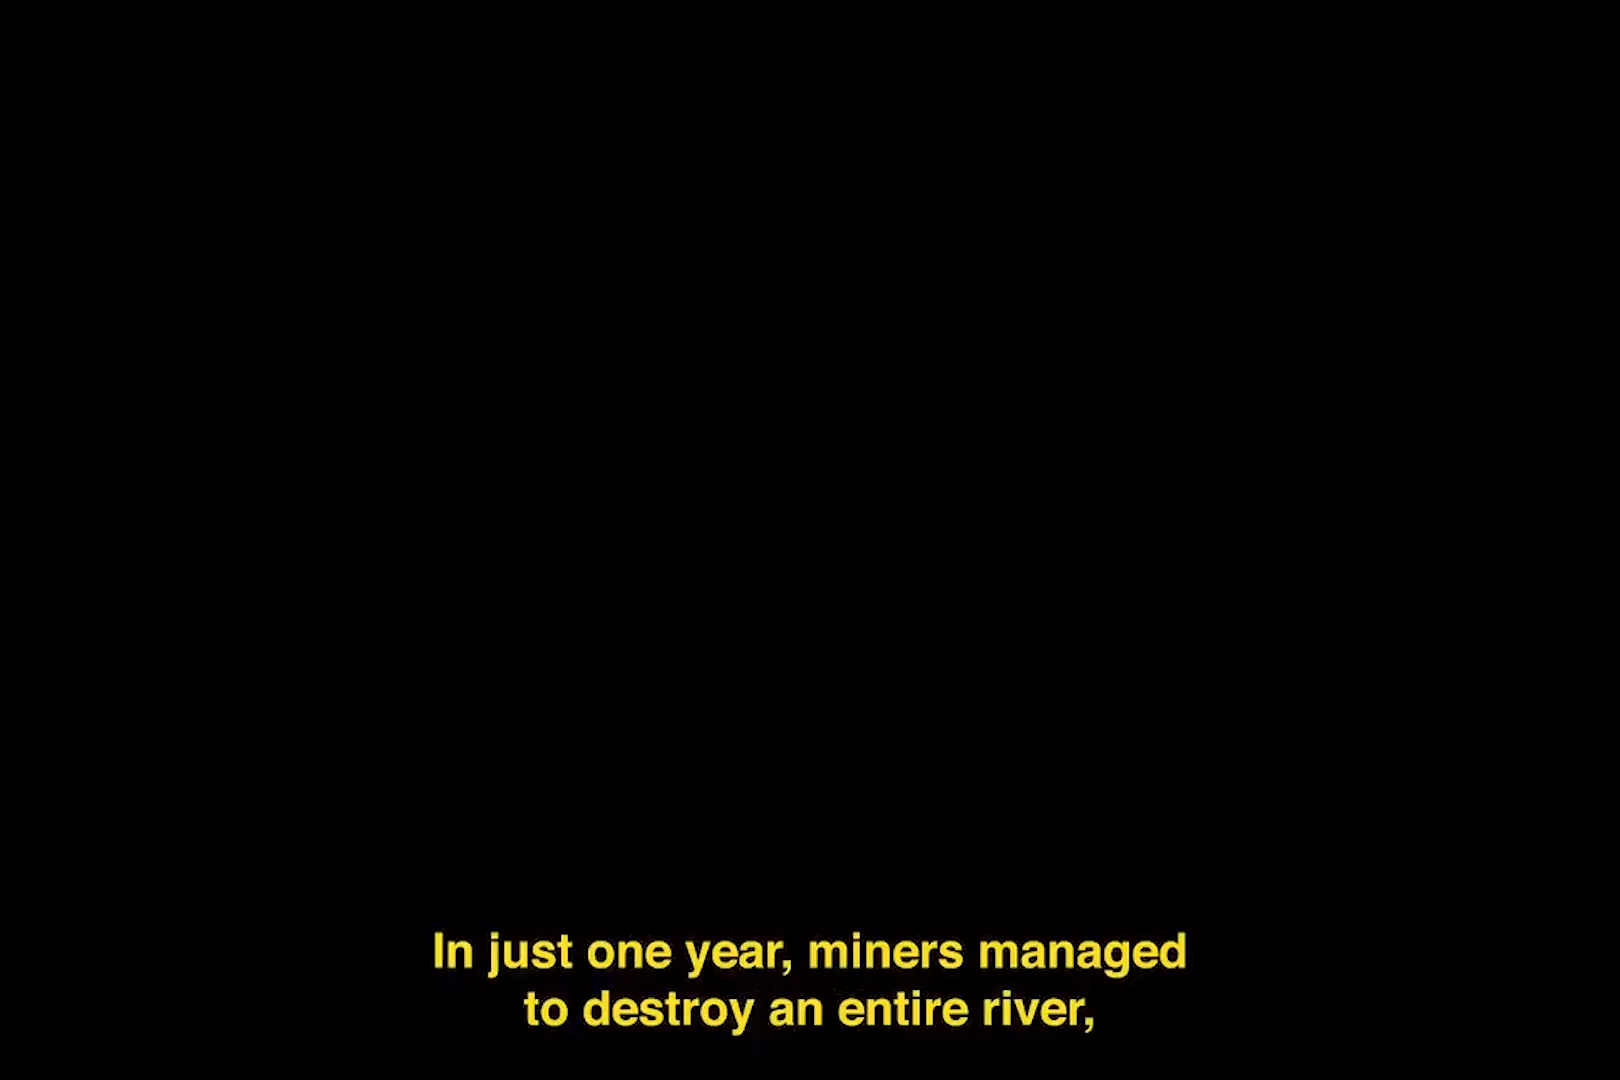 In just one year, miners managed
to destroy an entire river,